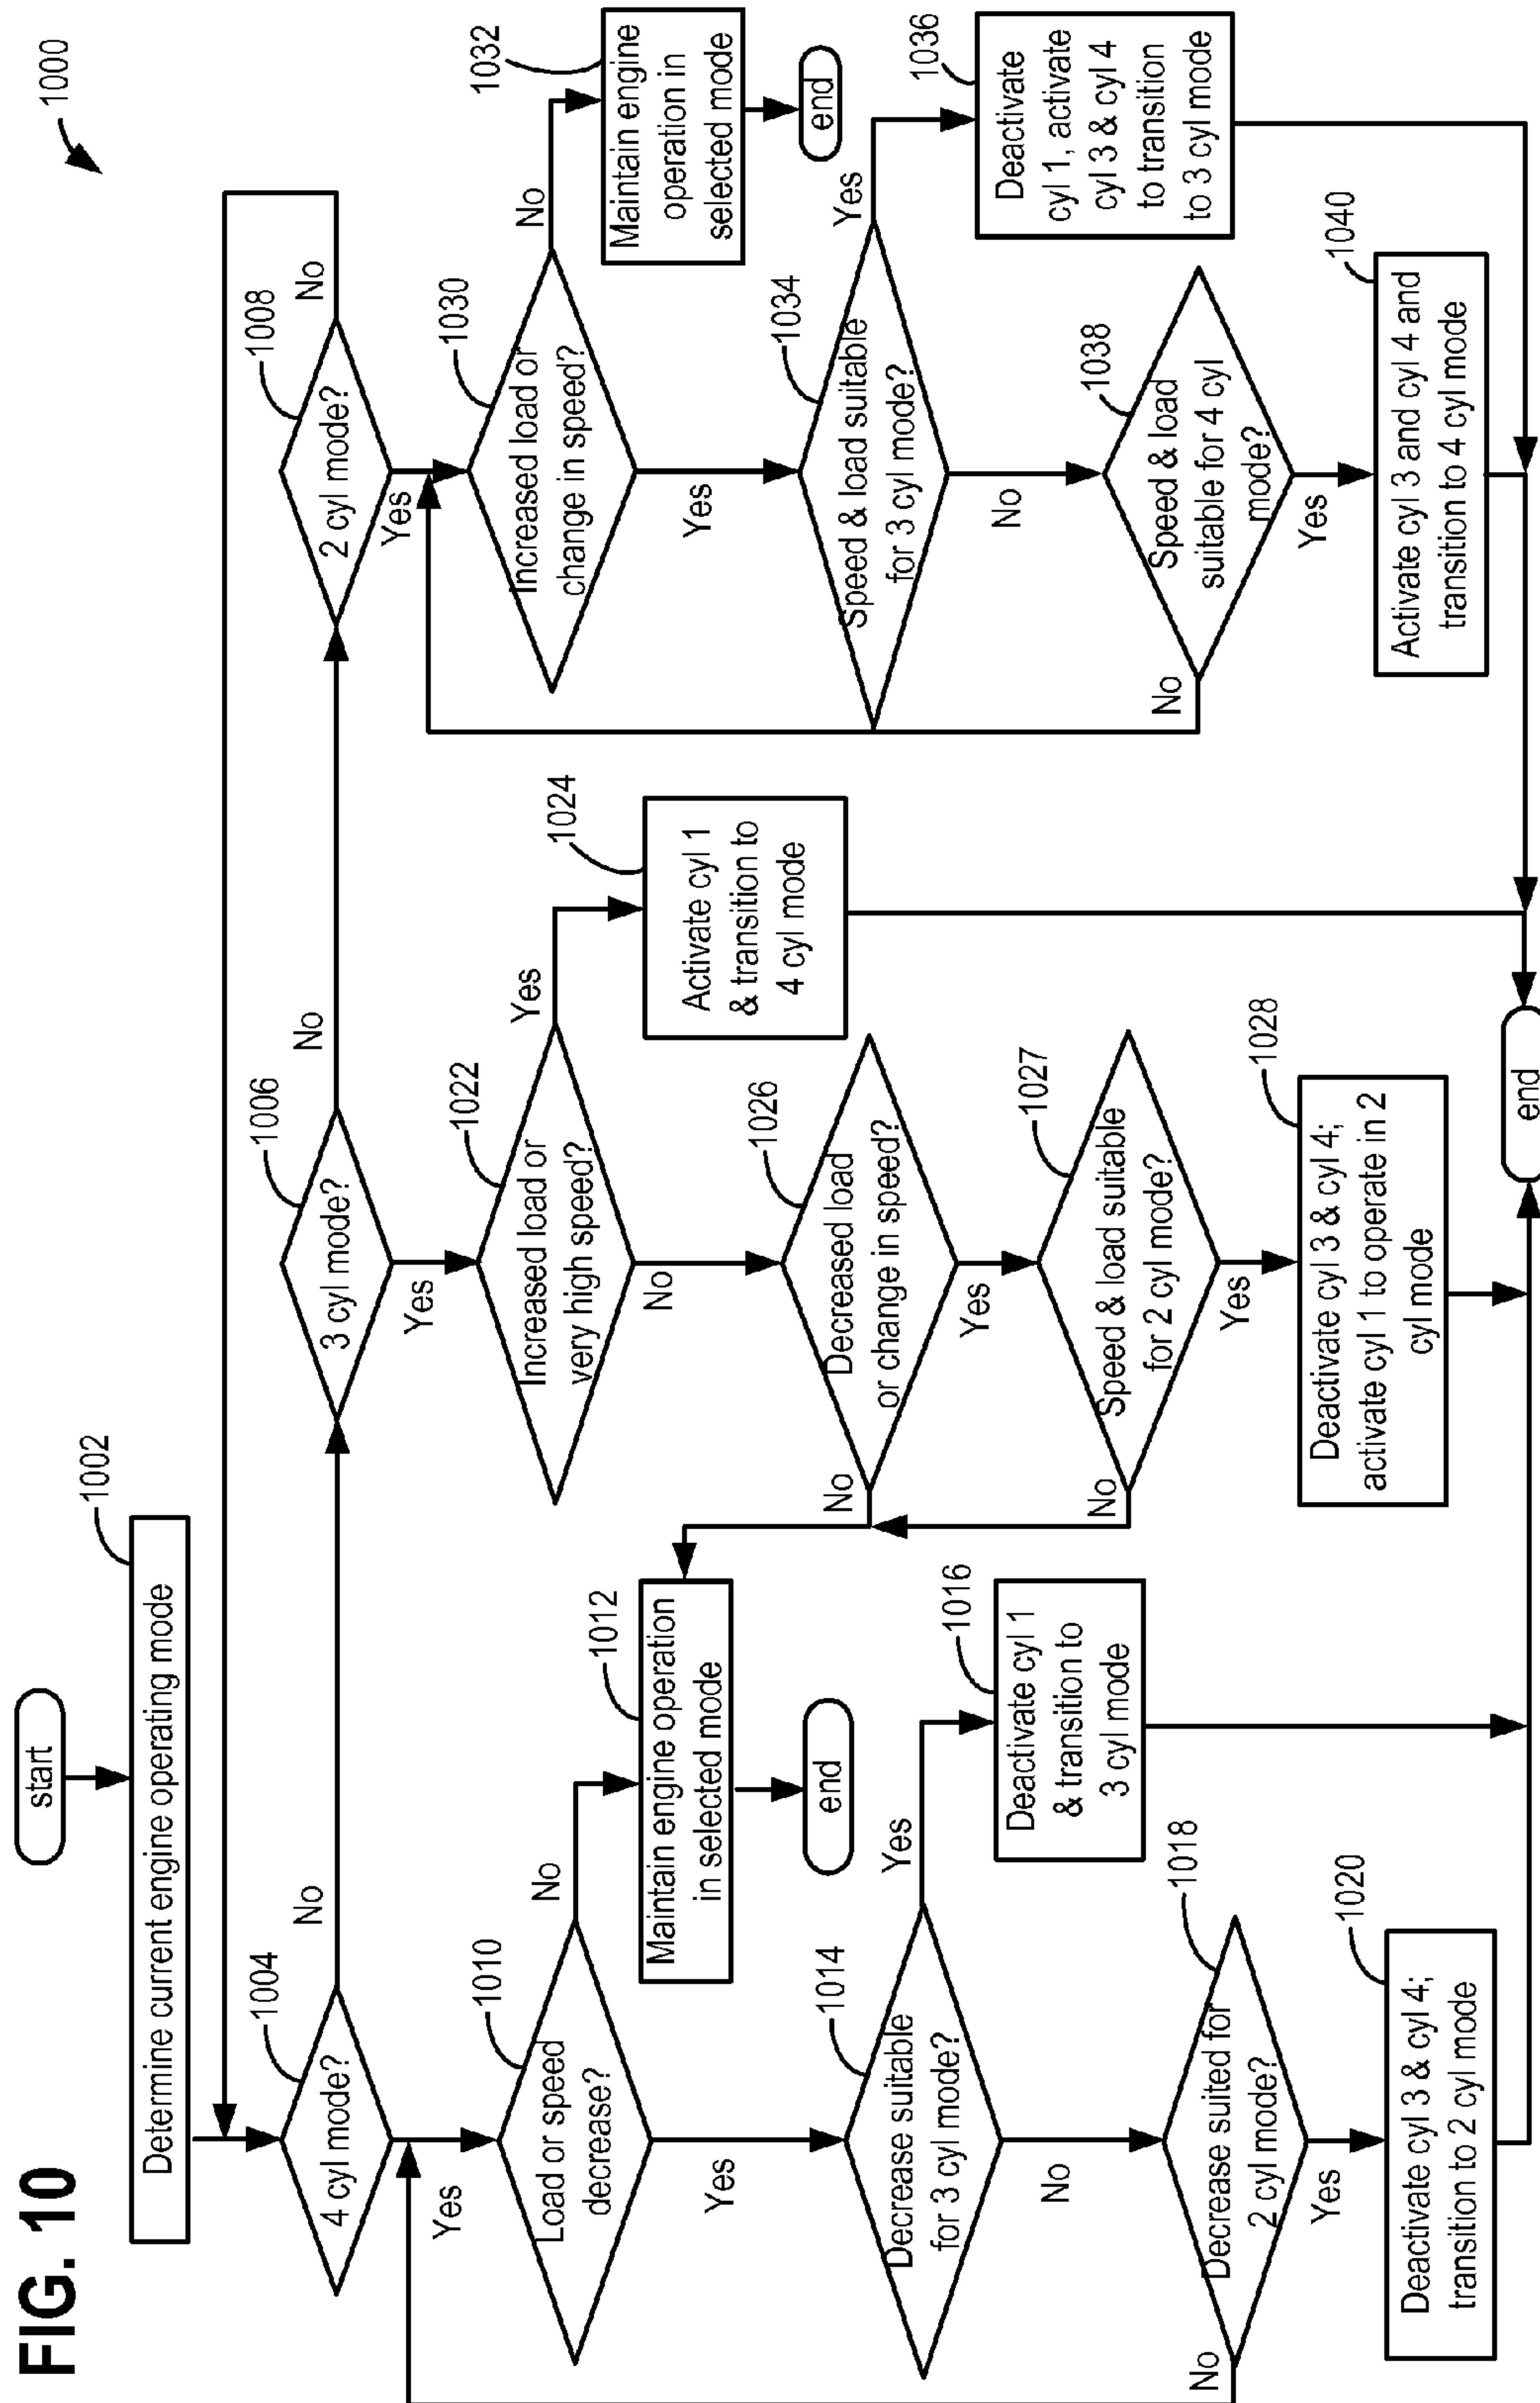 FIG. 10
1000
start
1002
Determine current engine operating mode
1004
4 cyl mode?
No
Yes
1006
3 cyl mode?
No
Yes
1008
2 cyl mode?
No
Yes
1010
Load or speed
decrease?
No
Yes
1012
Maintain engine operation
in selected mode
end
1014
Decrease suitable
for 3 cyl mode?
Yes
No
1016
Deactivate cyl 1
& transition to
3 cyl mode
1018
Decrease suited for
2 cyl mode?
No
Yes
1020
Deactivate cyl 3 & cyl 4;
transition to 2 cyl mode
1022
Increased load or
very high speed?
Yes
No
1024
Activate cyl 1
& transition to
4 cyl mode
1026
Decreased load
or change in speed?
No
Yes
1027
Speed & load suitable
for 2 cyl mode?
No
Yes
1028
Deactivate cyl 3 & cyl 4;
activate cyl 1 to operate in 2
cyl mode
1030
Increased load or
change in speed?
No
Yes
1032
Maintain engine
operation in
selected mode
end
1034
Speed & load suitable
for 3 cyl mode?
Yes
No
1036
Deactivate
cyl 1, activate
cyl 3 & cyl 4
to transition
to 3 cyl mode
1038
Speed & load
suitable for 4 cyl
mode?
No
Yes
1040
Activate cyl 3 and cyl 4 and
transition to 4 cyl mode
end